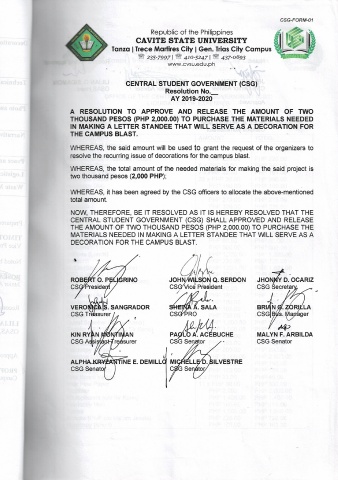 CSG-FORM-01
Republic of the Philippines
CAVITE STATE UNIVERSITY
Tanza | Trece Martires City | Gen. Trias City Campus
☎ 235-7997 | ☎ 410-5247 | ☎ 437-0693
www.cvsu.edu.ph
CENTRAL STUDENT GOVERNMENT (CSG)
Resolution No.__
AY 2019-2020
A RESOLUTION TO APPROVE AND RELEASE THE AMOUNT OF TWO
THOUSAND PESOS (PHP 2,000.00) TO PURCHASE THE MATERIALS NEEDED
IN MAKING A LETTER STANDEE THAT WILL SERVE AS A DECORATION FOR
THE CAMPUS BLAST.
WHEREAS, the said amount will be used to grant the request of the organizers to
resolve the recurring issue of decorations for the campus blast.
WHEREAS, the total amount of the needed materials for making the said project is
two thousand pesos (2,000 PHP);
WHEREAS, it has been agreed by the CSG officers to allocate the above-mentioned
total amount.
NOW, THEREFORE, BE IT RESOLVED AS IT IS HEREBY RESOLVED THAT THE
CENTRAL STUDENT GOVERNMENT (CSG) SHALL APPROVED AND RELEASE
THE AMOUNT OF TWO THOUSAND PESOS (PHP 2,000.00) TO PURCHASE THE
MATERIALS NEEDED IN MAKING A LETTER STANDEE THAT WILL SERVE AS A
DECORATION FOR THE CAMPUS BLAST.
ROBERT O. PELIGRINO JOHN WILSON Q. SERDON JHONNY D. OCARIZ
CSG President CSG Vice President CSG Secretary
VERONICA S. SANGRADOR SHEINA A. SALA BRIAN G. ZORILLA
CSG Treasurer CSG PRO CSG Bus. Manager
KIN RYAN MONTIMAN PAOLO A. ACEBUCHE MALYN F. ARBILDA
CSG Assistant Treasurer CSG Senator CSG Senator
ALPHA KRYZANTINE E. DEMILLO MICHELLE D. SILVESTRE
CSG Senator CSG Senator